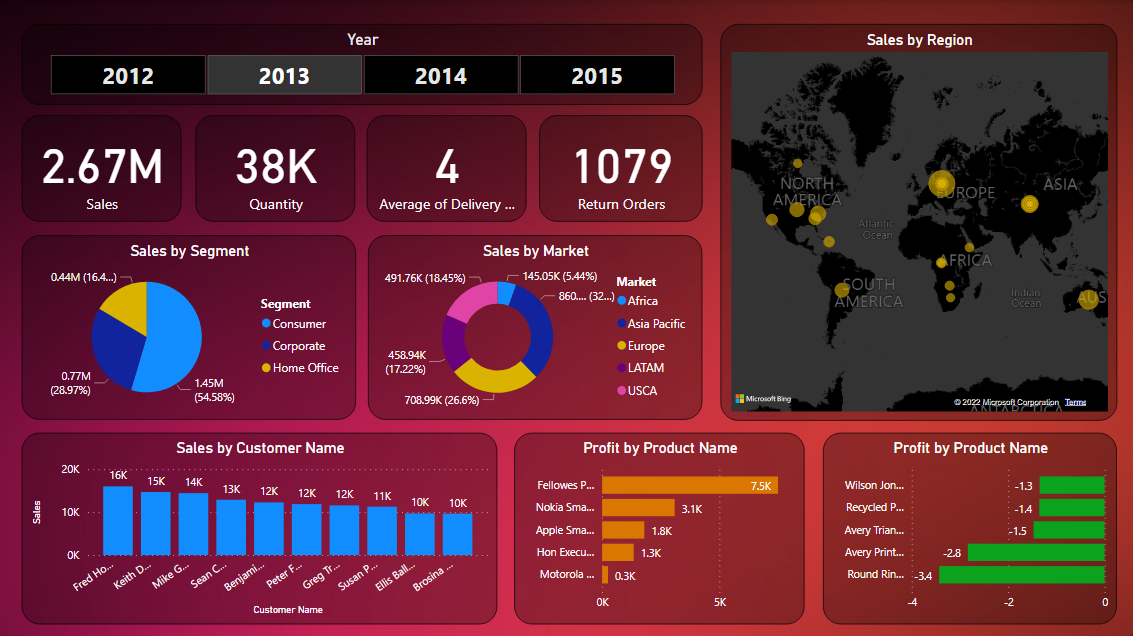 Year
2012 2013 2014 2015
2.67M
Sales
38K
Quantity
4
Average of Delivery ...
1079
Return Orders
Sales by Region
NORTH
AMERICA
EUROPE
ASIA
Atlantic
Ocean
AFRICA
SOUTH
AMERICA
Indian
Ocean
AUS
ANTARCTICA
Microsoft Bing
© 2022 Microsoft Corporation Terms
Sales by Segment
0.44M (16.4...)
0.77M
(28.97%)
1.45M
(54.58%)
Segment
Consumer
Corporate
Home Office
Sales by Market
491.76K (18.45%)
145.05K (5.44%)
860.... (32...)
458.94K
(17.22%)
708.99K (26.6%)
Market
Africa
Asia Pacific
Europe
LATAM
USCA
Sales by Customer Name
Sales
20K
10K
0K
16K 15K 14K 13K 12K 12K 12K 11K 10K 10K
Fred Ho... Keith D... Mike G... Sean C... Benjami... Peter F... Greg Tr... Susan P... Ellis Ball... Brosina ...
Customer Name
Profit by Product Name
Fellowes P... 7.5K
Nokia Sma... 3.1K
Apple Sma... 1.8K
Hon Execu... 1.3K
Motorola ... 0.3K
0K 5K
Profit by Product Name
Wilson Jon... -1.3
Recycled P... -1.4
Avery Trian... -1.5
Avery Print... -2.8
Round Rin... -3.4
-4 -2 0